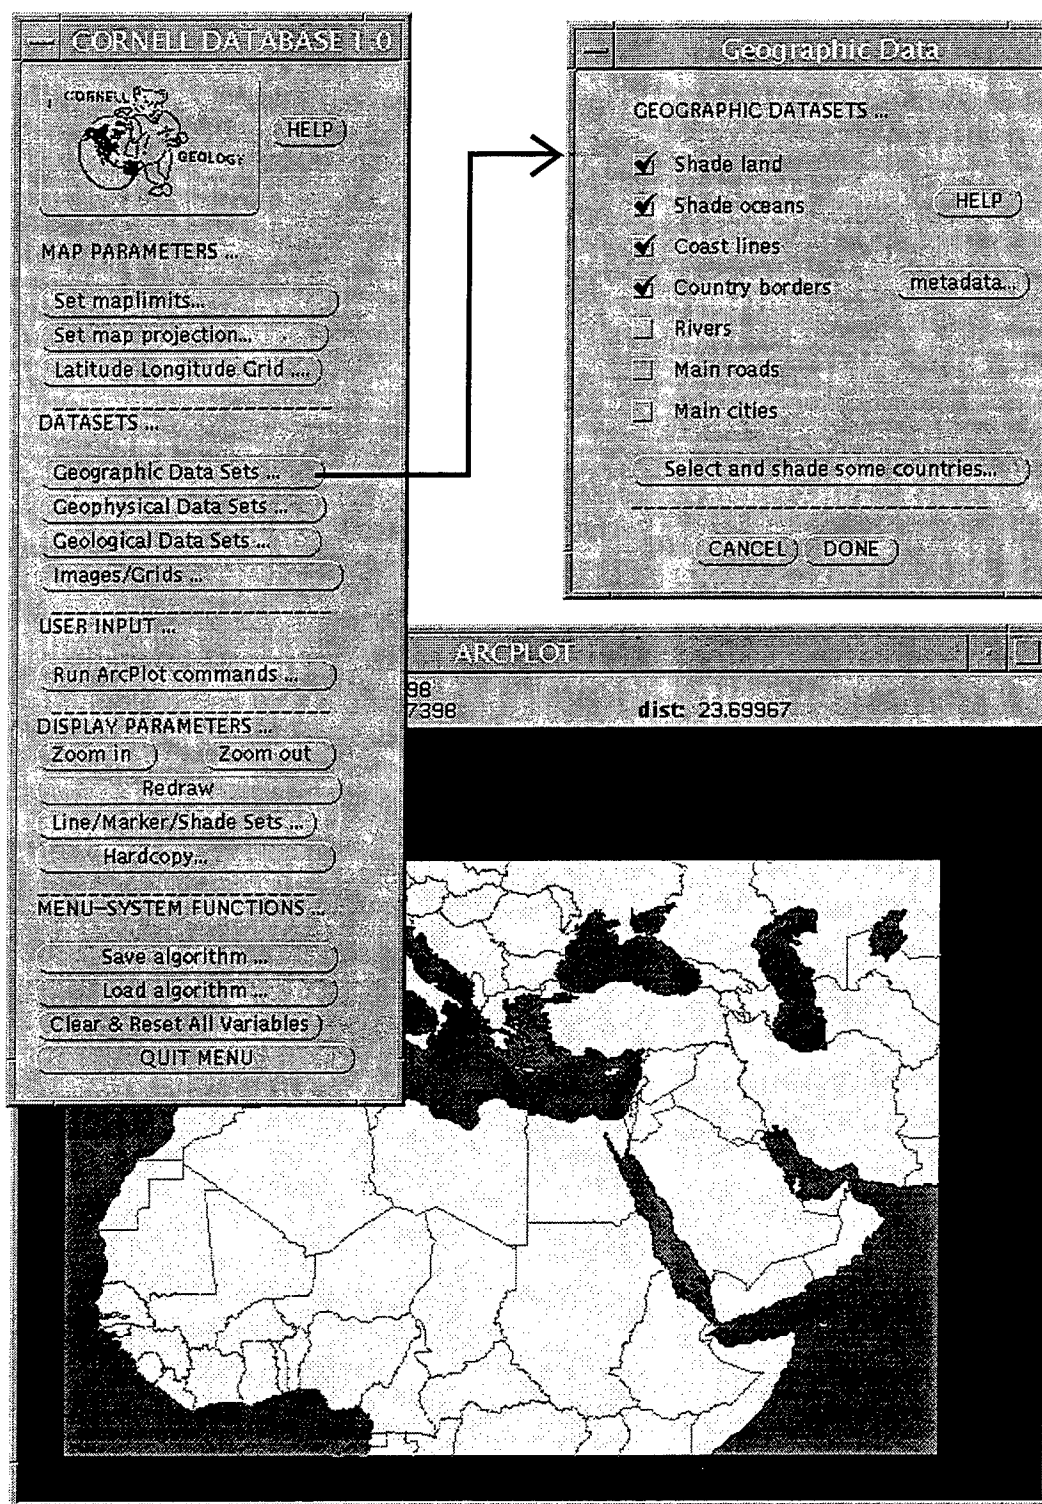 CORNELL DATABASE 1.0
CORNELL
GEOLOGY
HELP
MAP PARAMETERS ...
Set maplimits...
Set map projection...
Latitude Longitude Grid ....
DATASETS ...
Geographic Data Sets ...
Geophysical Data Sets ...
Geological Data Sets ...
Images/Grids ...
USER INPUT ...
Run ArcPlot commands ...
DISPLAY PARAMETERS ...
Zoom in
Zoom out
Redraw
Line/Marker/Shade Sets ...
Hardcopy...
MENU-SYSTEM FUNCTIONS ...
Save algorithm ...
Load algorithm ...
Clear & Reset All Variables
QUIT MENU
Geographic Data
GEOGRAPHIC DATASETS ...
Shade land
Shade oceans
HELP
Coast lines
Country borders
metadata...
Rivers
Main roads
Main cities
Select and shade some countries...
CANCEL DONE
ARCPLOT
98
7398 dist: 23.69967